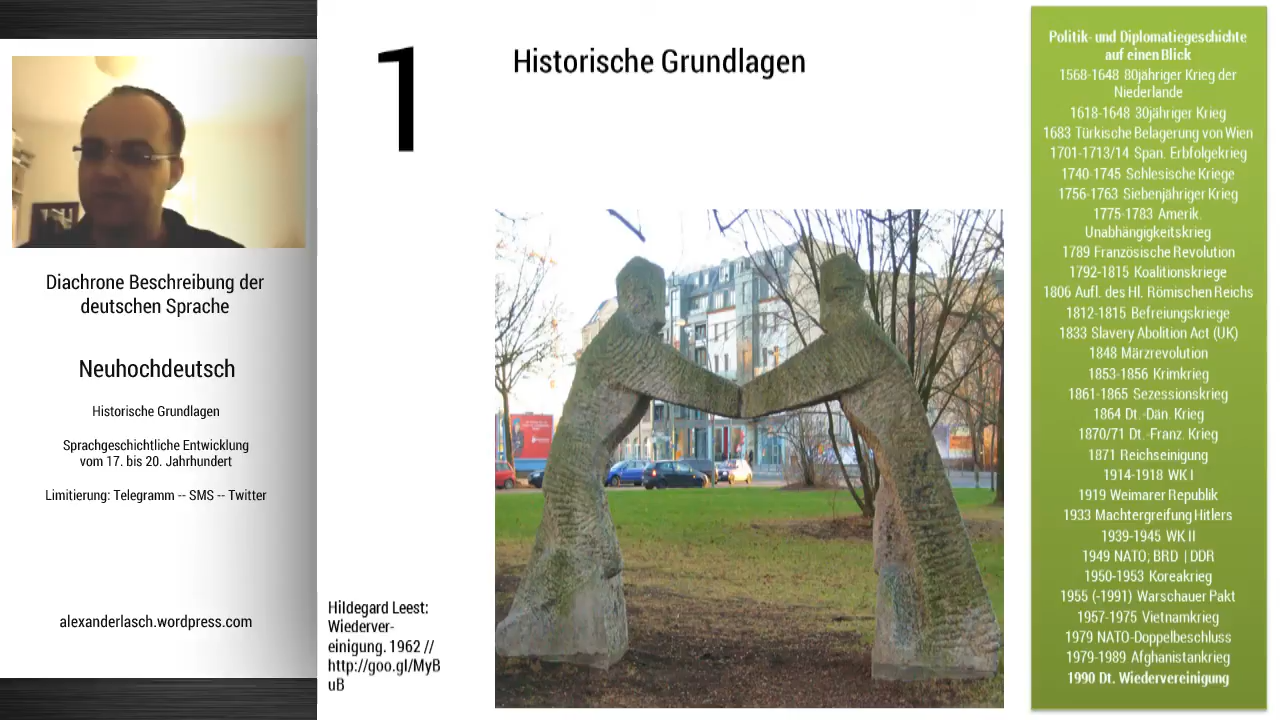 Diachrone Beschreibung der
deutschen Sprache
Neuhochdeutsch
Historische Grundlagen
Sprachgeschichtliche Entwicklung
vom 17. bis 20. Jahrhundert
Limitierung: Telegramm -- SMS -- Twitter
alexanderlasch.wordpress.com
1
Historische Grundlagen
Hildegard Leest:
Wiederver-
einigung. 1962 //
http://goo.gl/MyB
uB
Politik- und Diplomatiegeschichte
auf einen Blick
1568-1648 80jähriger Krieg der
Niederlande
1618-1648 30jähriger Krieg
1683 Türkische Belagerung von Wien
1701-1713/14 Span. Erbfolgekrieg
1740-1745 Schlesische Kriege
1756-1763 Siebenjähriger Krieg
1775-1783 Amerik.
Unabhängigkeitskrieg
1789 Französische Revolution
1792-1815 Koalitionskriege
1806 Aufl. des Hl. Römischen Reichs
1812-1815 Befreiungskriege
1833 Slavery Abolition Act (UK)
1848 Märzrevolution
1853-1856 Krimkrieg
1861-1865 Sezessionskrieg
1864 Dt.-Dän. Krieg
1870/71 Dt.-Franz. Krieg
1871 Reichseinigung
1914-1918 WK I
1919 Weimarer Republik
1933 Machtergreifung Hitlers
1939-1945 WK II
1949 NATO; BRD | DDR
1950-1953 Koreakrieg
1955 (-1991) Warschauer Pakt
1957-1975 Vietnamkrieg
1979 NATO-Doppelbeschluss
1979-1989 Afghanistankrieg
1990 Dt. Wiedervereinigung